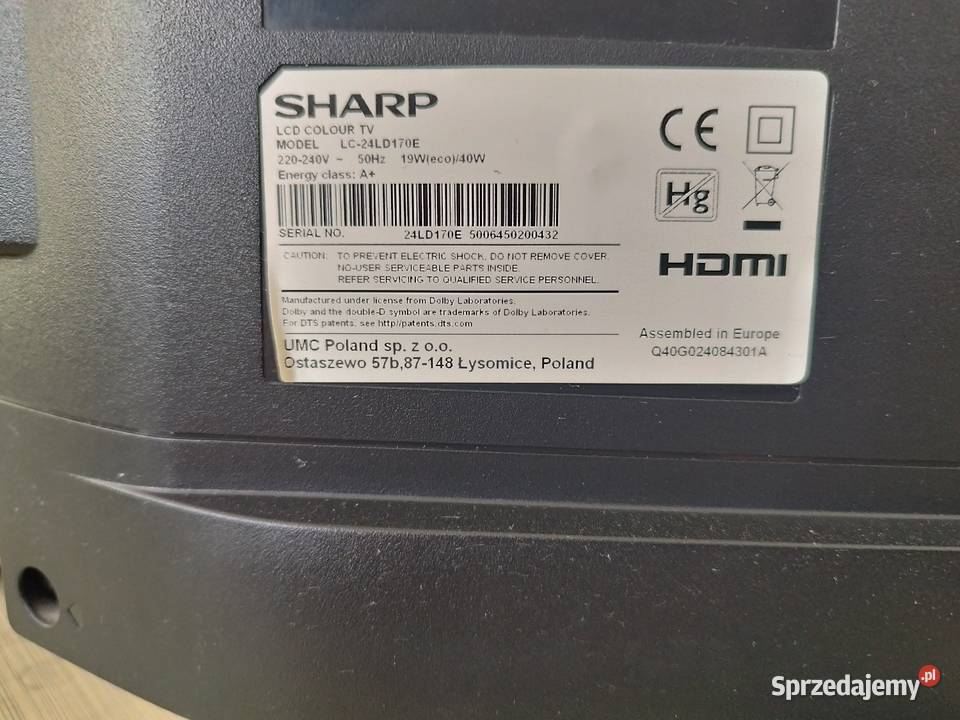 SHARP
LCD COLOUR TV
MODEL LC-24LD170E
220-240V ~ 50Hz 19W(eco)/40W
Energy class: A+
SERIAL NO. 24LD170E 5006450200432
CAUTION: TO PREVENT ELECTRIC SHOCK, DO NOT REMOVE COVER.
NO-USER SERVICEABLE PARTS INSIDE.
REFER SERVICING TO QUALIFIED SERVICE PERSONNEL.
Manufactured under license from Dolby Laboratories.
Dolby and the double-D symbol are trademarks of Dolby Laboratories.
For DTS patents, see http//patents.dts.com
UMC Poland sp. z o.o.
Ostaszewo 57b,87-148 Łysomice, Poland
CE
Hg
HDMI
Assembled in Europe
Q40G024084301A
Sprzedajemy.pl